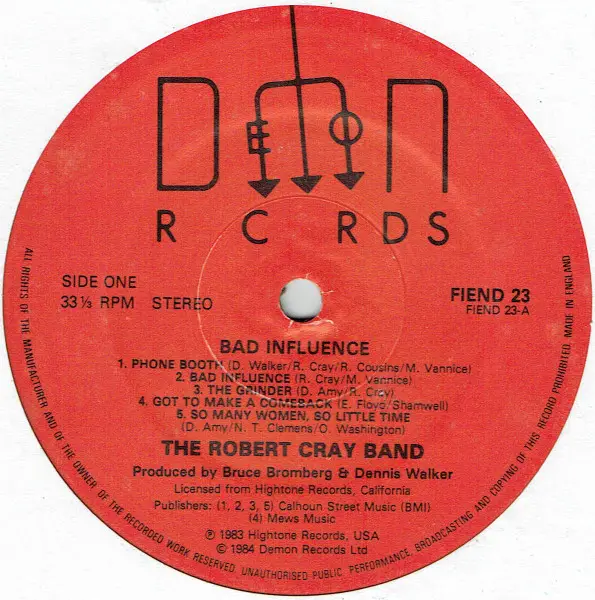 DEMON
RECORDS
SIDE ONE
33⅓ RPM STEREO
FIEND 23
FIEND 23-A
BAD INFLUENCE
1. PHONE BOOTH (D. Walker/R. Cray/R. Cousins/M. Vannice)
2. BAD INFLUENCE (R. Cray/M. Vannice)
3. THE GRINDER (D. Amy/R. Cray)
4. GOT TO MAKE A COMEBACK (E. Floyd/Shamwell)
5. SO MANY WOMEN, SO LITTLE TIME
(D. Amy/N. T. Clemens/O. Washington)
THE ROBERT CRAY BAND
Produced by Bruce Bromberg & Dennis Walker
Licensed from Hightone Records, California
Publishers: (1, 2, 3, 5) Calhoun Street Music (BMI)
(4) Mews Music
℗ 1983 Hightone Records, USA
© 1984 Demon Records Ltd
ALL RIGHTS OF THE MANUFACTURER AND OF THE OWNER OF THE RECORDED WORK RESERVED. UNAUTHORISED PUBLIC PERFORMANCE, BROADCASTING AND COPYING OF THIS RECORD PROHIBITED. MADE IN ENGLAND